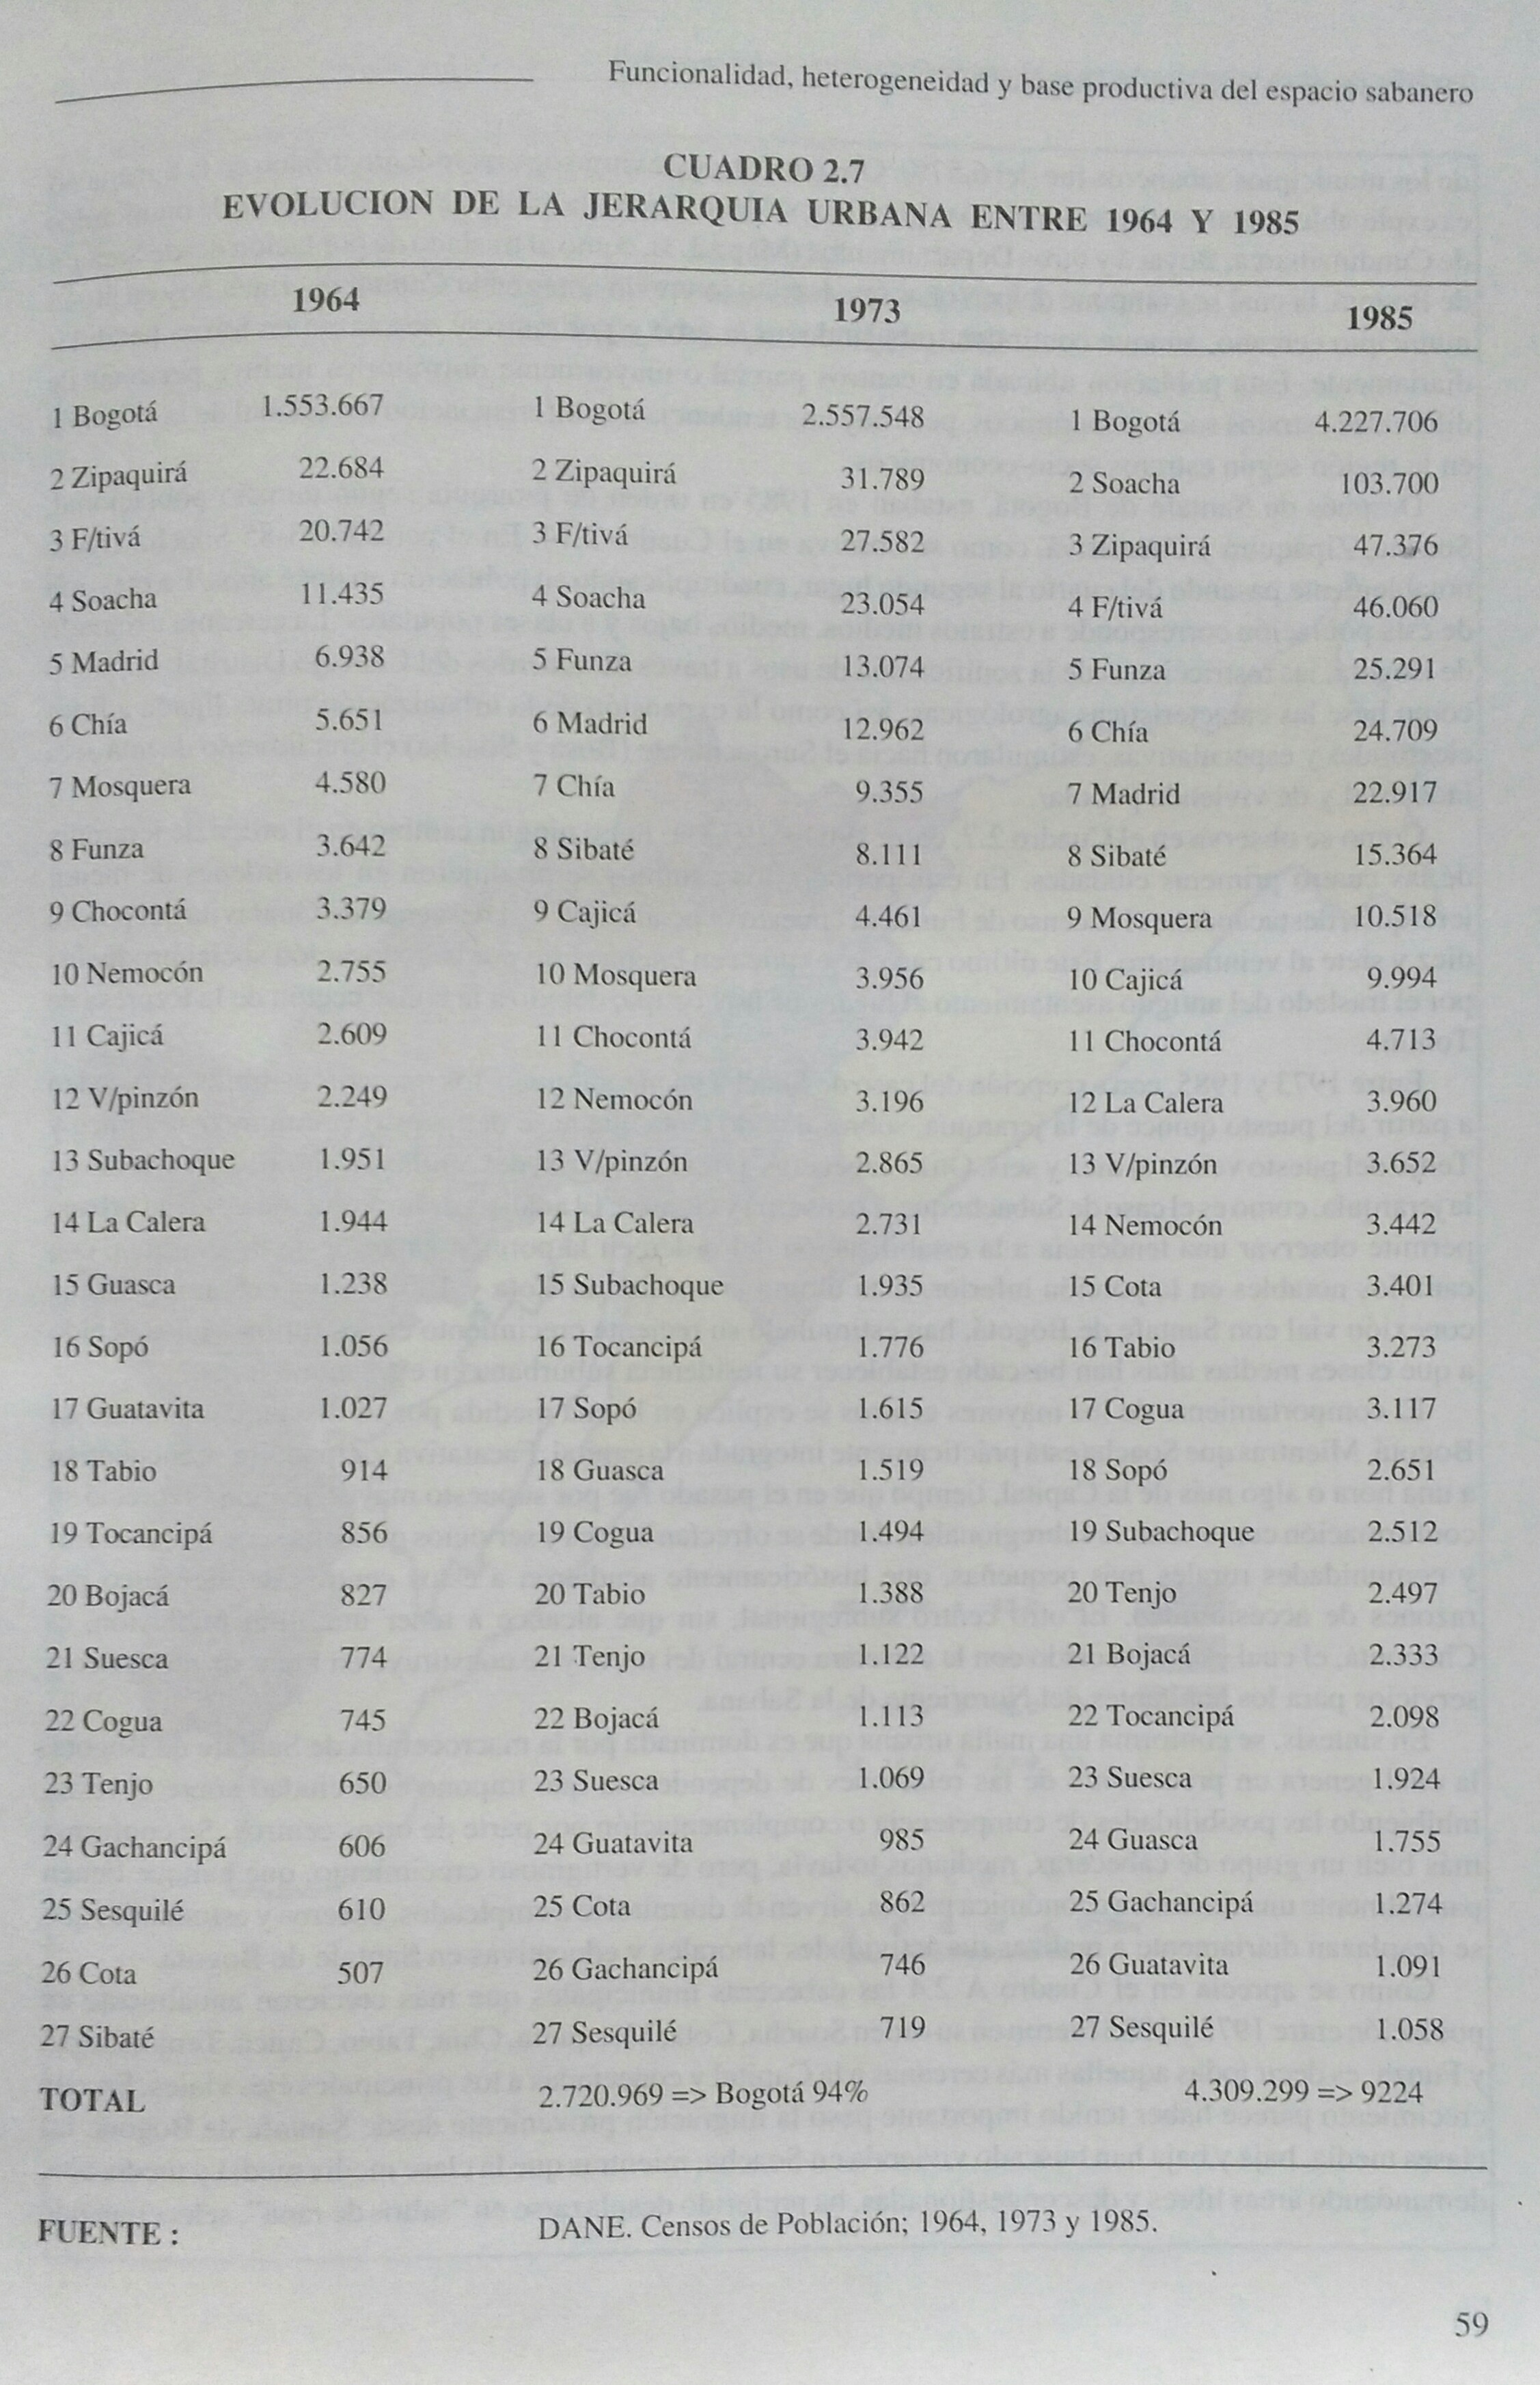 Funcionalidad, heterogeneidad y base productiva del espacio sabanero
CUADRO 2.7
EVOLUCION DE LA JERARQUIA URBANA ENTRE 1964 Y 1985
1964 1973 1985
1 Bogotá 1.553.667 1 Bogotá 2.557.548 1 Bogotá 4.227.706
2 Zipaquirá 22.684 2 Zipaquirá 31.789 2 Soacha 103.700
3 F/tivá 20.742 3 F/tivá 27.582 3 Zipaquirá 47.376
4 Soacha 11.435 4 Soacha 23.054 4 F/tivá 46.060
5 Madrid 6.938 5 Funza 13.074 5 Funza 25.291
6 Chía 5.651 6 Madrid 12.962 6 Chía 24.709
7 Mosquera 4.580 7 Chía 9.355 7 Madrid 22.917
8 Funza 3.642 8 Sibaté 8.111 8 Sibaté 15.364
9 Chocontá 3.379 9 Cajicá 4.461 9 Mosquera 10.518
10 Nemocón 2.755 10 Mosquera 3.956 10 Cajicá 9.994
11 Cajicá 2.609 11 Chocontá 3.942 11 Chocontá 4.713
12 V/pinzón 2.249 12 Nemocón 3.196 12 La Calera 3.960
13 Subachoque 1.951 13 V/pinzón 2.865 13 V/pinzón 3.652
14 La Calera 1.944 14 La Calera 2.731 14 Nemocón 3.442
15 Guasca 1.238 15 Subachoque 1.935 15 Cota 3.401
16 Sopó 1.056 16 Tocancipá 1.776 16 Tabio 3.273
17 Guatavita 1.027 17 Sopó 1.615 17 Cogua 3.117
18 Tabio 914 18 Guasca 1.519 18 Sopó 2.651
19 Tocancipá 856 19 Cogua 1.494 19 Subachoque 2.512
20 Bojacá 827 20 Tabio 1.388 20 Tenjo 2.497
21 Suesca 774 21 Tenjo 1.122 21 Bojacá 2.333
22 Cogua 745 22 Bojacá 1.113 22 Tocancipá 2.098
23 Tenjo 650 23 Suesca 1.069 23 Suesca 1.924
24 Gachancipá 606 24 Guatavita 985 24 Guasca 1.755
25 Sesquilé 610 25 Cota 862 25 Gachancipá 1.274
26 Cota 507 26 Gachancipá 746 26 Guatavita 1.091
27 Sibaté 27 Sesquilé 719 27 Sesquilé 1.058
TOTAL 2.720.969 => Bogotá 94% 4.309.299 => 9224
FUENTE : DANE. Censos de Población; 1964, 1973 y 1985.
59